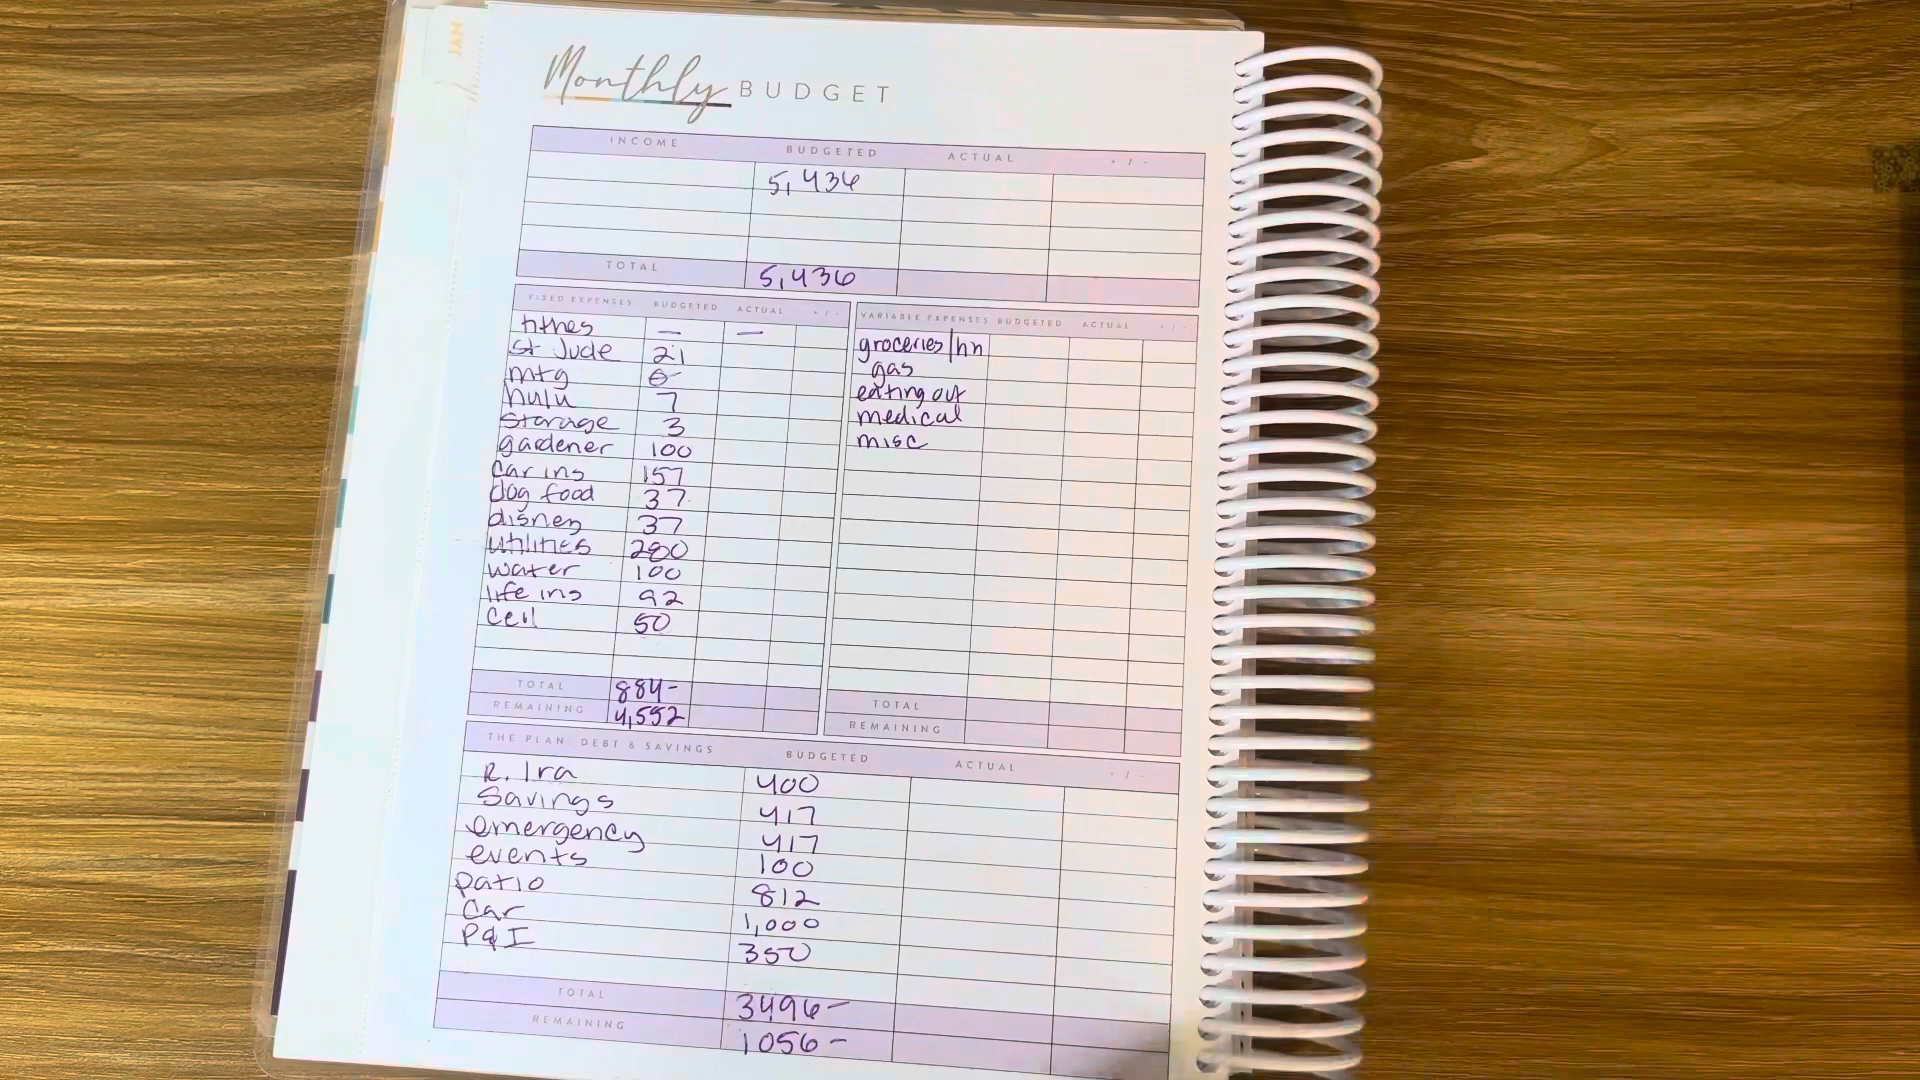 JAN
Monthly BUDGET
INCOME BUDGETED ACTUAL + / -
5,436
TOTAL 5,436
FIXED EXPENSES BUDGETED ACTUAL + / -
tithes — —
St Jude 21
mtg 0
hulu 7
Storage 3
gardener 100
Car ins 157
dog food 37
disney 37
utilities 280
water 100
life ins 92
Cell 50
TOTAL 884-
REMAINING 4,552
VARIABLE EXPENSES BUDGETED ACTUAL + / -
groceries/hh
gas
eating out
medical
misc
TOTAL
REMAINING
THE PLAN: DEBT & SAVINGS BUDGETED ACTUAL + / -
R. Ira 400
Savings 417
emergency 417
events 100
Patio 812
Car 1,000
P&I 350
TOTAL 3496-
REMAINING 1056-